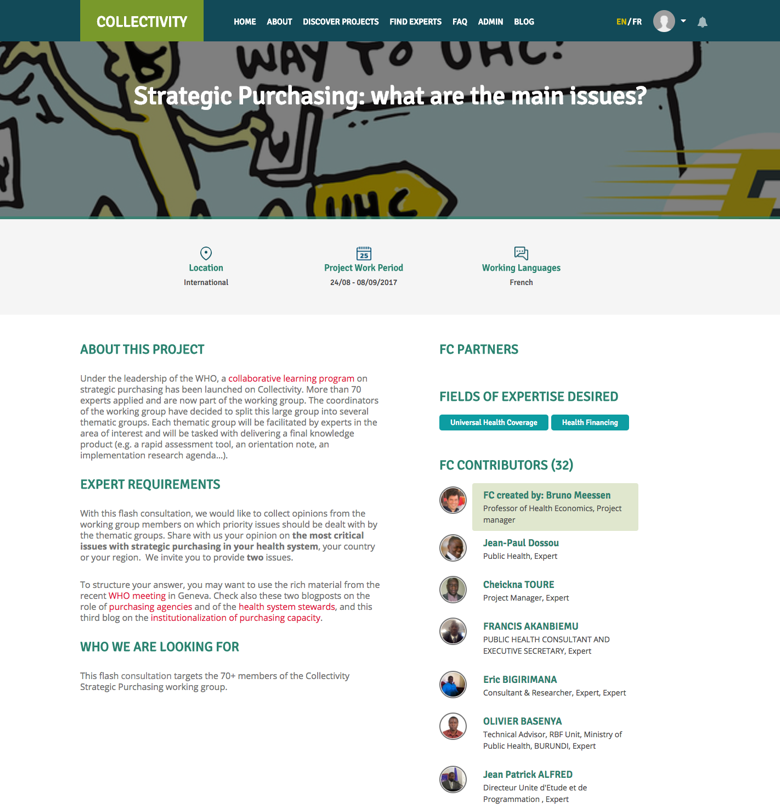 COLLECTIVITY
HOME ABOUT DISCOVER PROJECTS FIND EXPERTS FAQ ADMIN BLOG
EN / FR
WAY TO UHC:
Strategic Purchasing: what are the main issues?
UHC
25
Location
International
Project Work Period
24/08 - 08/09/2017
Working Languages
French
ABOUT THIS PROJECT
Under the leadership of the WHO, a collaborative learning program on
strategic purchasing has been launched on Collectivity. More than 70
experts applied and are now part of the working group. The coordinators
of the working group have decided to split this large group into several
thematic groups. Each thematic group will be facilitated by experts in the
area of interest and will be tasked with delivering a final knowledge
product (e.g. a rapid assessment tool, an orientation note, an
implementation research agenda...).
EXPERT REQUIREMENTS
With this flash consultation, we would like to collect opinions from the
working group members on which priority issues should be dealt with by
the thematic groups. Share with us your opinion on the most critical
issues with strategic purchasing in your health system, your country
or your region. We invite you to provide two issues.
To structure your answer, you may want to use the rich material from the
recent WHO meeting in Geneva. Check also these two blogposts on the
role of purchasing agencies and of the health system stewards, and this
third blog on the institutionalization of purchasing capacity.
WHO WE ARE LOOKING FOR
This flash consultation targets the 70+ members of the Collectivity
Strategic Purchasing working group.
FC PARTNERS
FIELDS OF EXPERTISE DESIRED
Universal Health Coverage
Health Financing
FC CONTRIBUTORS (32)
FC created by: Bruno Meessen
Professor of Health Economics, Project
manager
Jean-Paul Dossou
Public Health, Expert
Cheickna TOURE
Project Manager, Expert
FRANCIS AKANBIEMU
PUBLIC HEALTH CONSULTANT AND
EXECUTIVE SECRETARY, Expert
Eric BIGIRIMANA
Consultant & Researcher, Expert, Expert
OLIVIER BASENYA
Technical Advisor, RBF Unit, Ministry of
Public Health, BURUNDI, Expert
Jean Patrick ALFRED
Directeur Unite d'Etude et de
Programmation , Expert